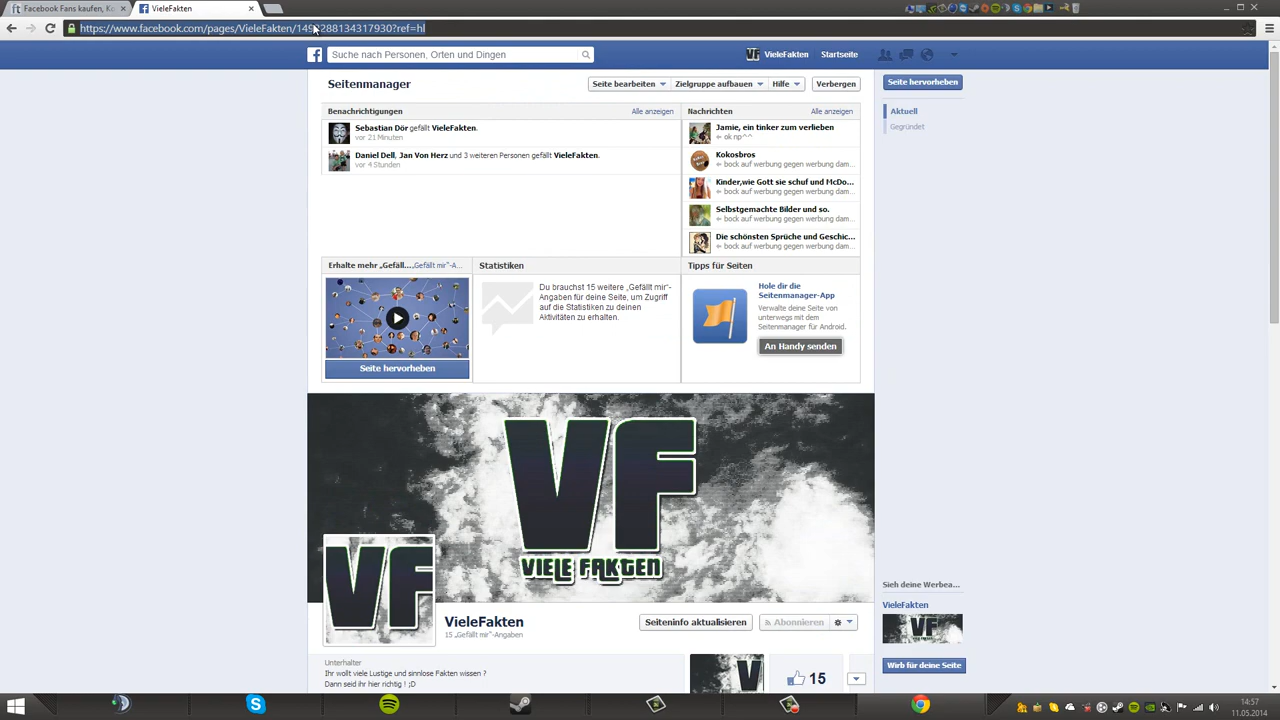 Facebook Fans kaufen, Ko
VieleFakten
https://www.facebook.com/pages/VieleFakten/1492288134317930?ref=hl
Suche nach Personen, Orten und Dingen
VieleFakten
Startseite
Seitenmanager
Seite bearbeiten
Zielgruppe aufbauen
Hilfe
Verbergen
Seite hervorheben
Aktuell
Gegründet
Benachrichtigungen
Alle anzeigen
Sebastian Dör gefällt VieleFakten.
vor 21 Minuten
Daniel Dell, Jan Von Herz und 3 weiteren Personen gefällt VieleFakten.
vor 4 Stunden
Nachrichten
Alle anzeigen
Jamie, ein tinker zum verlieben
ok np^^
Kokosbros
bock auf werbung gegen werbung dam...
Kinder,wie Gott sie schuf und McDo...
bock auf werbung gegen werbung dam...
Selbstgemachte Bilder und so.
bock auf werbung gegen werbung dam...
Die schönsten Sprüche und Geschic...
bock auf werbung gegen werbung dam...
Erhalte mehr „Gefäll...
„Gefällt mir"-A...
Seite hervorheben
Statistiken
Du brauchst 15 weitere „Gefällt mir"-
Angaben für deine Seite, um Zugriff
auf die Statistiken zu deinen
Aktivitäten zu erhalten.
Tipps für Seiten
Hole dir die
Seitenmanager-App
Verwalte deine Seite von
unterwegs mit dem
Seitenmanager für Android.
An Handy senden
VF
VIELE FAKTEN
VF
VieleFakten
15 „Gefällt mir"-Angaben
Seiteninfo aktualisieren
Abonnieren
Unterhalter
Ihr wollt viele Lustige und sinnlose Fakten wissen ?
Dann seid ihr hier richtig ! ;D
15
Sieh deine Werbea...
VieleFakten
VF
Wirb für deine Seite
14:57
11.05.2014